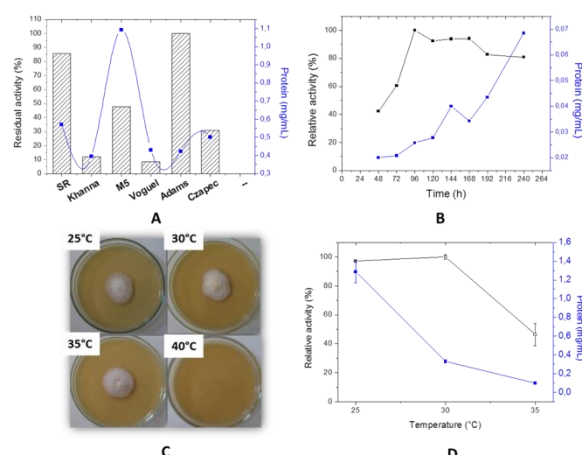 Residual activity (%)
110
100
90
80
70
60
50
40
30
20
10
0
SR
Khanna
M5
Voguel
Adams
Czapec
--
1,1
1,0
0,9
0,8
0,7
0,6
0,5
0,4
0,3
Protein (mg/mL)
A
Relative activity (%)
100
80
60
40
20
0
0 24 48 72 96 120 144 168 192 216 240 264
Time (h)
0,07
0,06
0,05
0,04
0,03
0,02
0,01
Protein (mg/mL)
B
25°C
30°C
35°C
40°C
C
Relative activity (%)
100
80
60
40
20
0
25
30
35
Temperature (°C)
1,6
1,4
1,2
1,0
0,8
0,6
0,4
0,2
0,0
Protein (mg/mL)
D